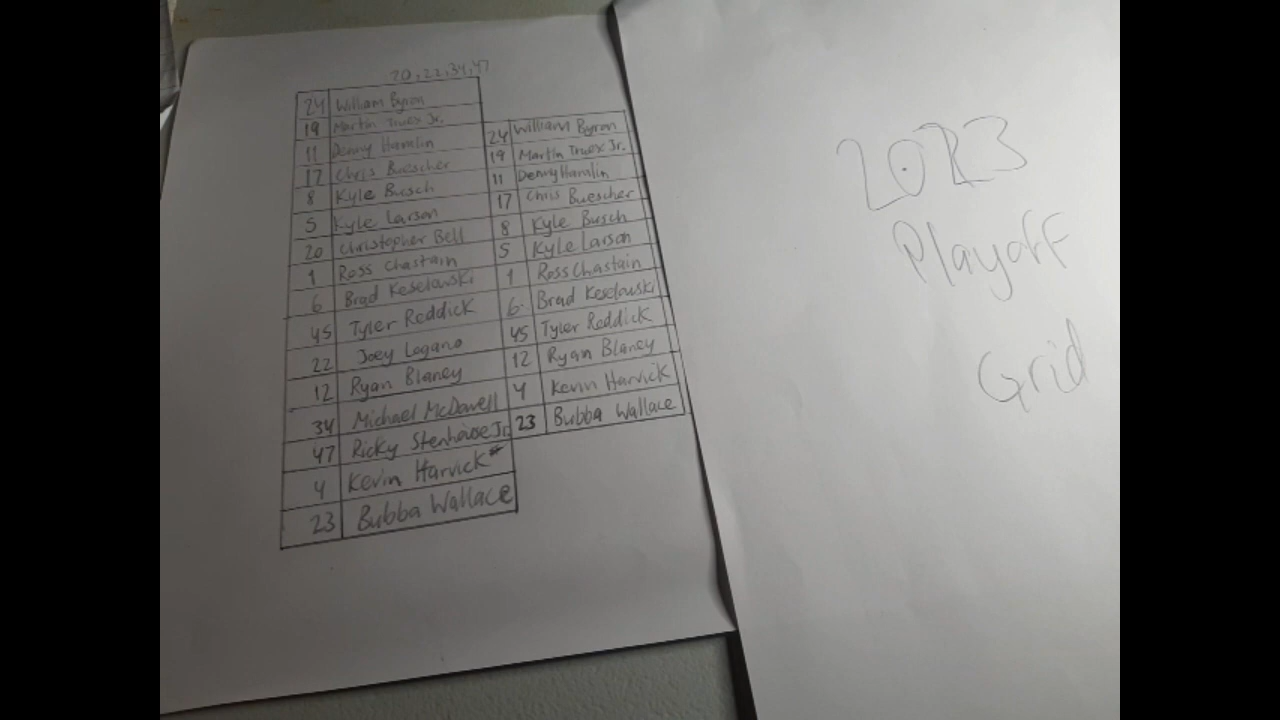 20, 22, 34, 47
24 William Byron
19 Martin Truex Jr.
11 Denny Hamlin
17 Chris Buescher
8 Kyle Busch
5 Kyle Larson
20 Christopher Bell
1 Ross Chastain
6 Brad Keselowski
45 Tyler Reddick
22 Joey Logano
12 Ryan Blaney
34 Michael McDowell
47 Ricky Stenhouse Jr.
4 Kevin Harvick*
23 Bubba Wallace
24 William Byron
19 Martin Truex Jr.
11 Denny Hamlin
17 Chris Buescher
8 Kyle Busch
5 Kyle Larson
1 Ross Chastain
6 Brad Keselowski
45 Tyler Reddick
12 Ryan Blaney
4 Kevin Harvick
23 Bubba Wallace
2023
Playoff
Grid